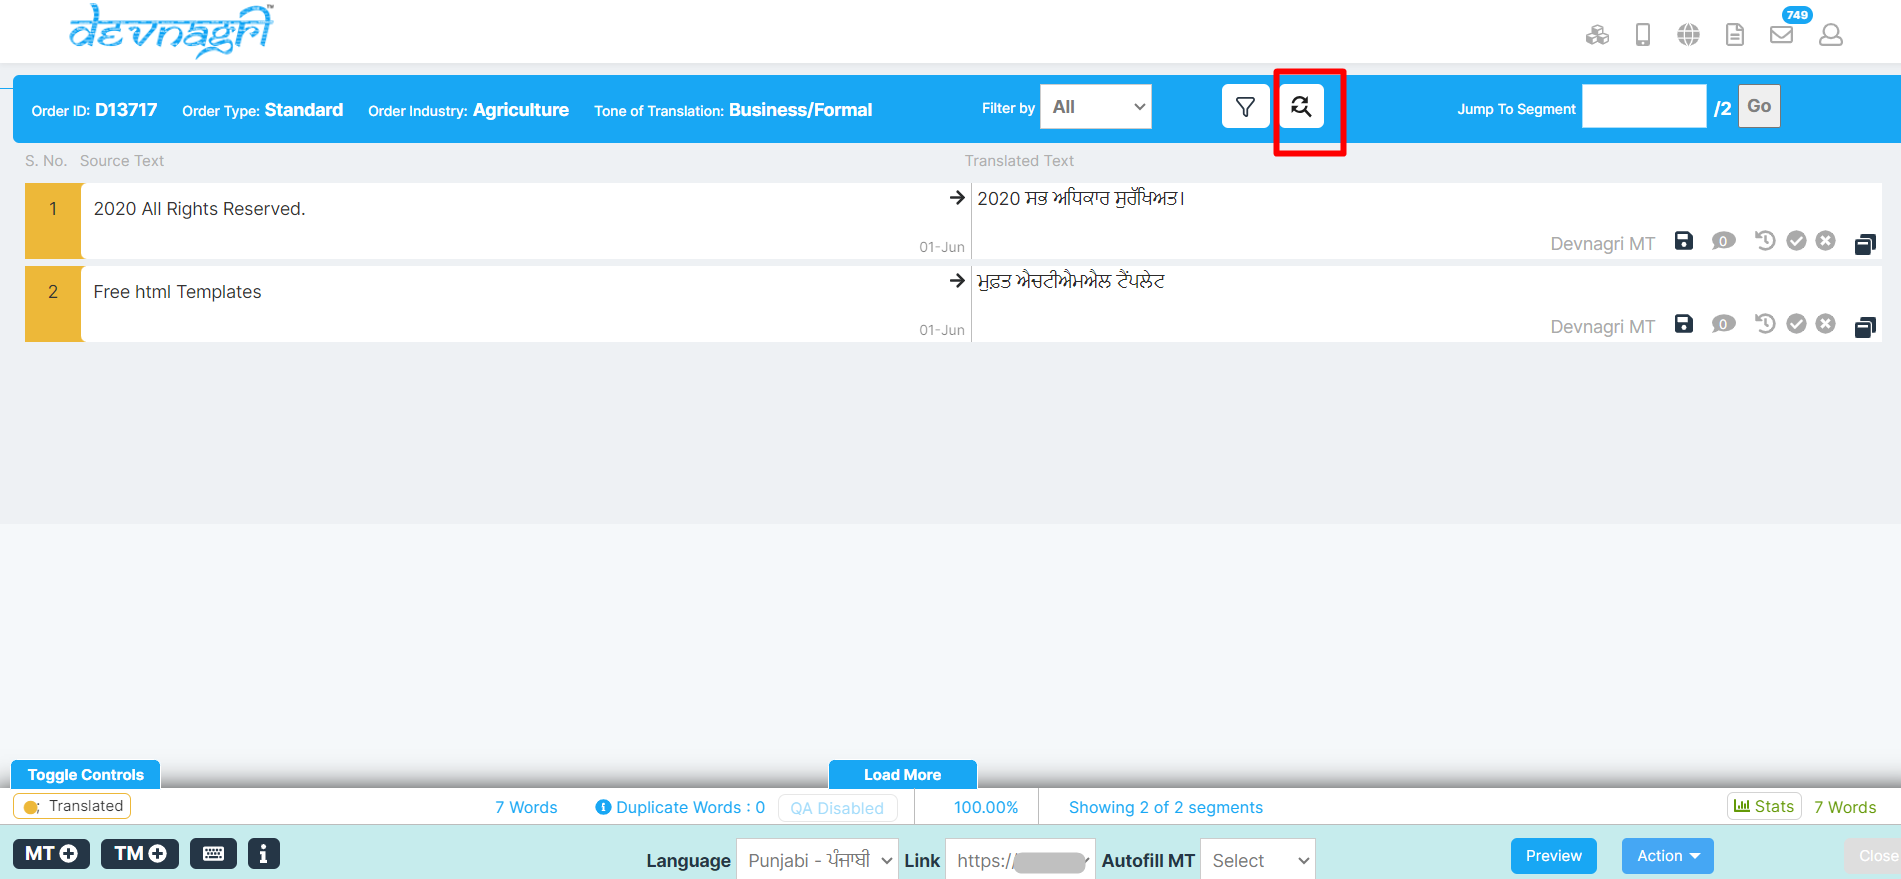 देvnagri™
749
Order ID: D13717 Order Type: Standard Order Industry: Agriculture Tone of Translation: Business/Formal Filter by All Jump To Segment /2 Go
S. No. Source Text Translated Text
1 2020 All Rights Reserved. 2020 ਸਭ ਅਧਿਕਾਰ ਸੁਰੱਖਿਅਤ।
01-Jun Devnagri MT 0
2 Free html Templates ਮੁਫ਼ਤ ਐਚਟੀਐਮਐਲ ਟੈਂਪਲੇਟ
01-Jun Devnagri MT 0
Toggle Controls Load More
; Translated 7 Words Duplicate Words : 0 QA Disabled 100.00% Showing 2 of 2 segments Stats 7 Words
MT TM Language Punjabi - ਪੰਜਾਬੀ Link https:/ Autofill MT Select Preview Action Close